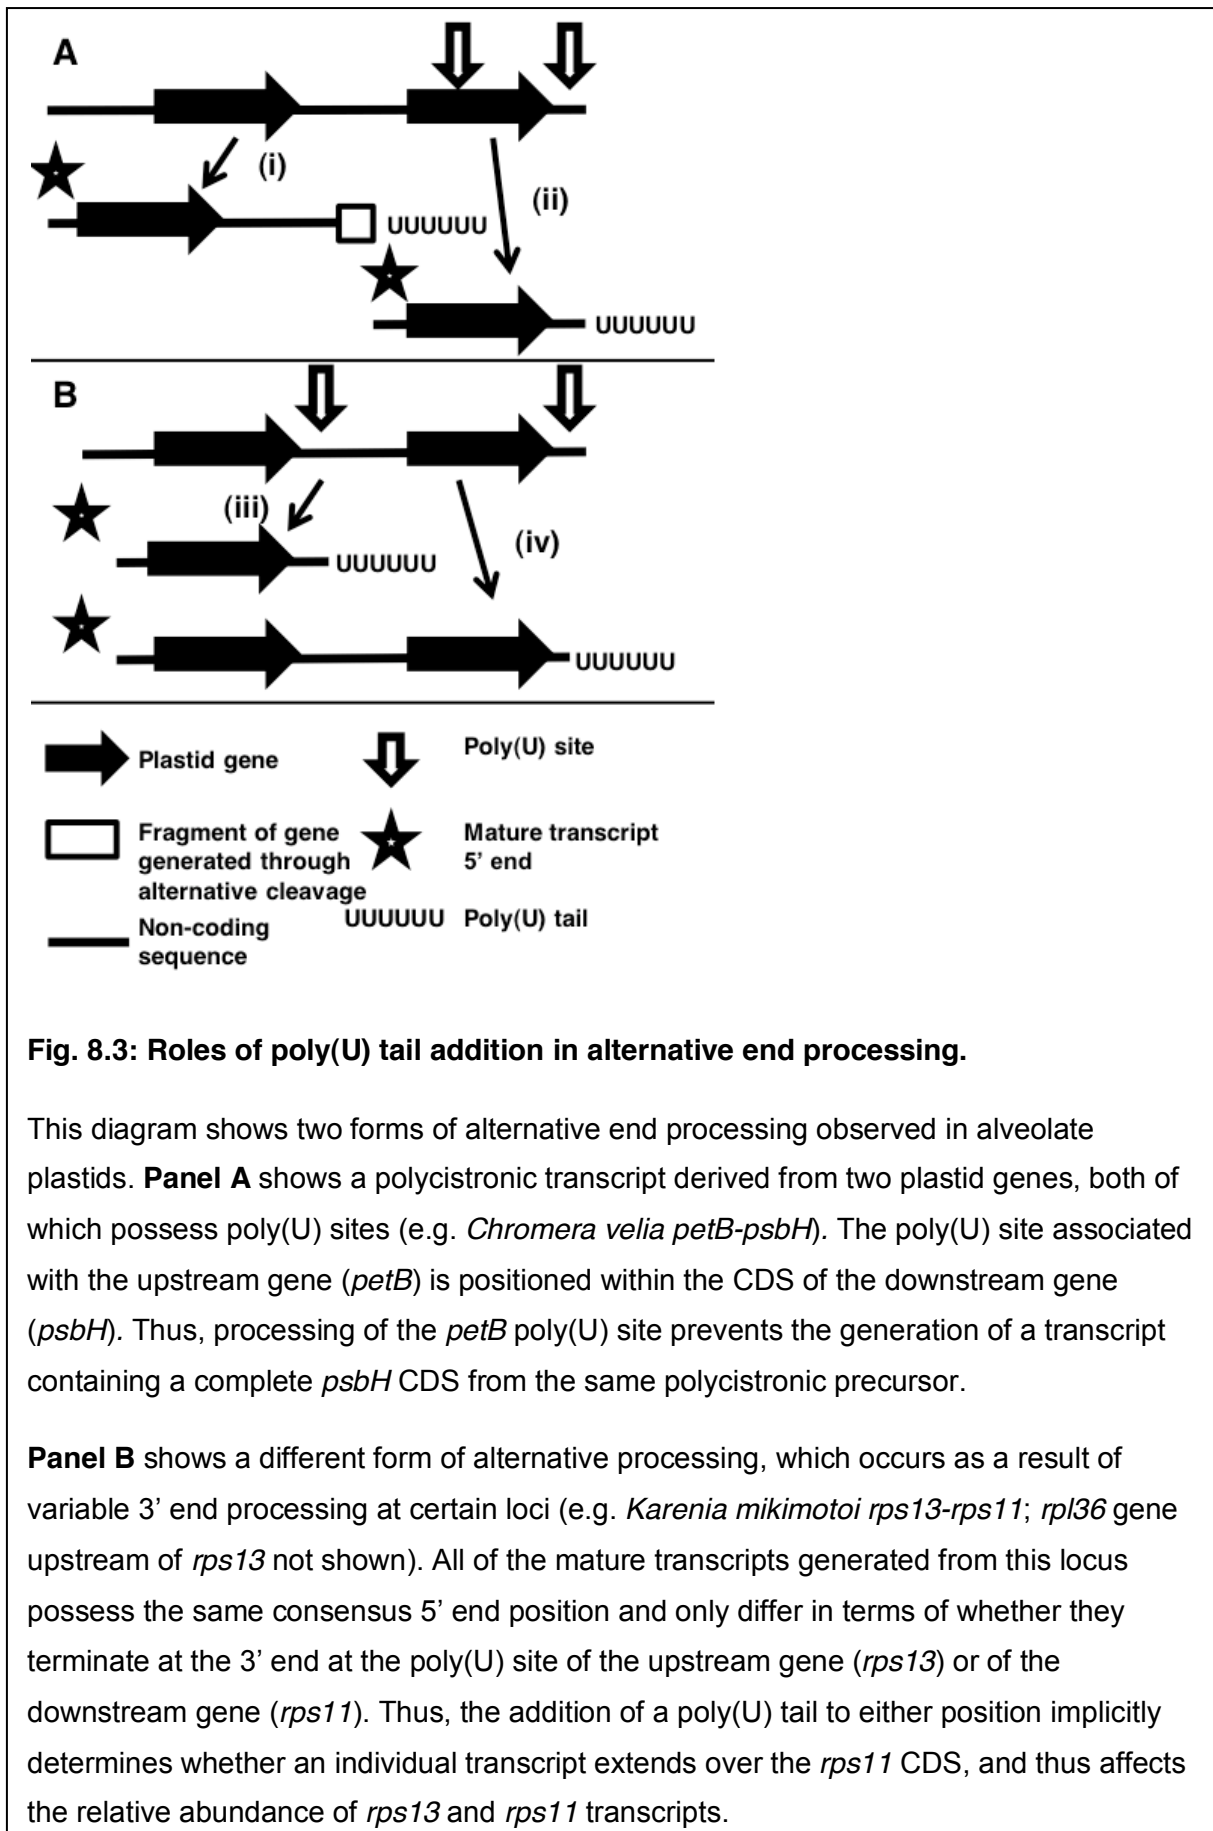 A
(i)
(ii)
UUUUUU
UUUUUU
B
(iii)
(iv)
UUUUUU
UUUUUU
Plastid gene
Poly(U) site
Fragment of gene
generated through
alternative cleavage
Mature transcript
5’ end
Non-coding
sequence
UUUUUU Poly(U) tail
Fig. 8.3: Roles of poly(U) tail addition in alternative end processing.
This diagram shows two forms of alternative end processing observed in alveolate
plastids. Panel A shows a polycistronic transcript derived from two plastid genes, both of
which possess poly(U) sites (e.g. Chromera velia petB-psbH). The poly(U) site associated
with the upstream gene (petB) is positioned within the CDS of the downstream gene
(psbH). Thus, processing of the petB poly(U) site prevents the generation of a transcript
containing a complete psbH CDS from the same polycistronic precursor.
Panel B shows a different form of alternative processing, which occurs as a result of
variable 3’ end processing at certain loci (e.g. Karenia mikimotoi rps13-rps11; rpl36 gene
upstream of rps13 not shown). All of the mature transcripts generated from this locus
possess the same consensus 5’ end position and only differ in terms of whether they
terminate at the 3’ end at the poly(U) site of the upstream gene (rps13) or of the
downstream gene (rps11). Thus, the addition of a poly(U) tail to either position implicitly
determines whether an individual transcript extends over the rps11 CDS, and thus affects
the relative abundance of rps13 and rps11 transcripts.